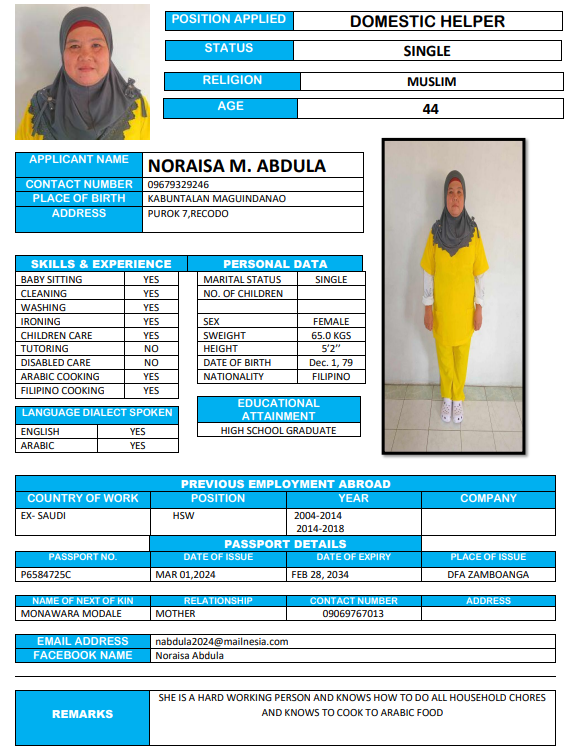 POSITION APPLIED DOMESTIC HELPER
STATUS SINGLE
RELIGION MUSLIM
AGE 44
APPLICANT NAME NORAISA M. ABDULA
CONTACT NUMBER 09679329246
PLACE OF BIRTH KABUNTALAN MAGUINDANAO
ADDRESS PUROK 7,RECODO
SKILLS & EXPERIENCE PERSONAL DATA
BABY SITTING YES MARITAL STATUS SINGLE
CLEANING YES NO. OF CHILDREN
WASHING YES
IRONING YES SEX FEMALE
CHILDREN CARE YES SWEIGHT 65.0 KGS
TUTORING NO HEIGHT 5'2’’
DISABLED CARE NO DATE OF BIRTH Dec. 1, 79
ARABIC COOKING YES NATIONALITY FILIPINO
FILIPINO COOKING YES
EDUCATIONAL
ATTAINMENT
HIGH SCHOOL GRADUATE
LANGUAGE DIALECT SPOKEN
ENGLISH YES
ARABIC YES
PREVIOUS EMPLOYMENT ABROAD
COUNTRY OF WORK POSITION YEAR COMPANY
EX- SAUDI HSW 2004-2014
2014-2018
PASSPORT DETAILS
PASSPORT NO. DATE OF ISSUE DATE OF EXPIRY PLACE OF ISSUE
P6584725C MAR 01,2024 FEB 28, 2034 DFA ZAMBOANGA
NAME OF NEXT OF KIN RELATIONSHIP CONTACT NUMBER ADDRESS
MONAWARA MODALE MOTHER 09069767013
EMAIL ADDRESS nabdula2024@mailnesia.com
FACEBOOK NAME Noraisa Abdula
REMARKS
SHE IS A HARD WORKING PERSON AND KNOWS HOW TO DO ALL HOUSEHOLD CHORES
AND KNOWS TO COOK TO ARABIC FOOD